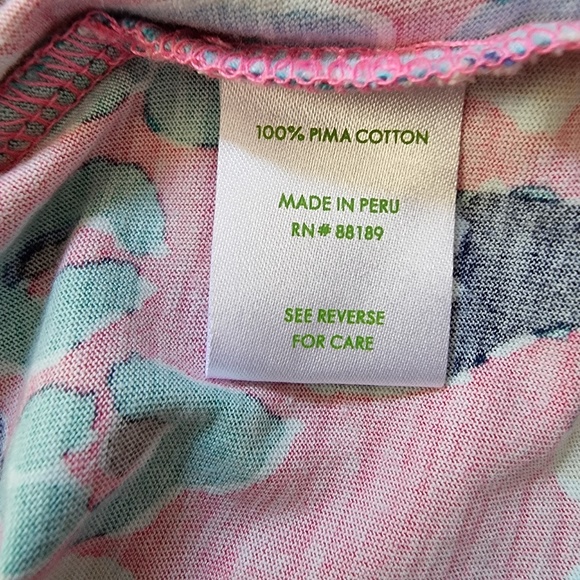 100% PIMA COTTON
MADE IN PERU
RN# 88189
SEE REVERSE
FOR CARE